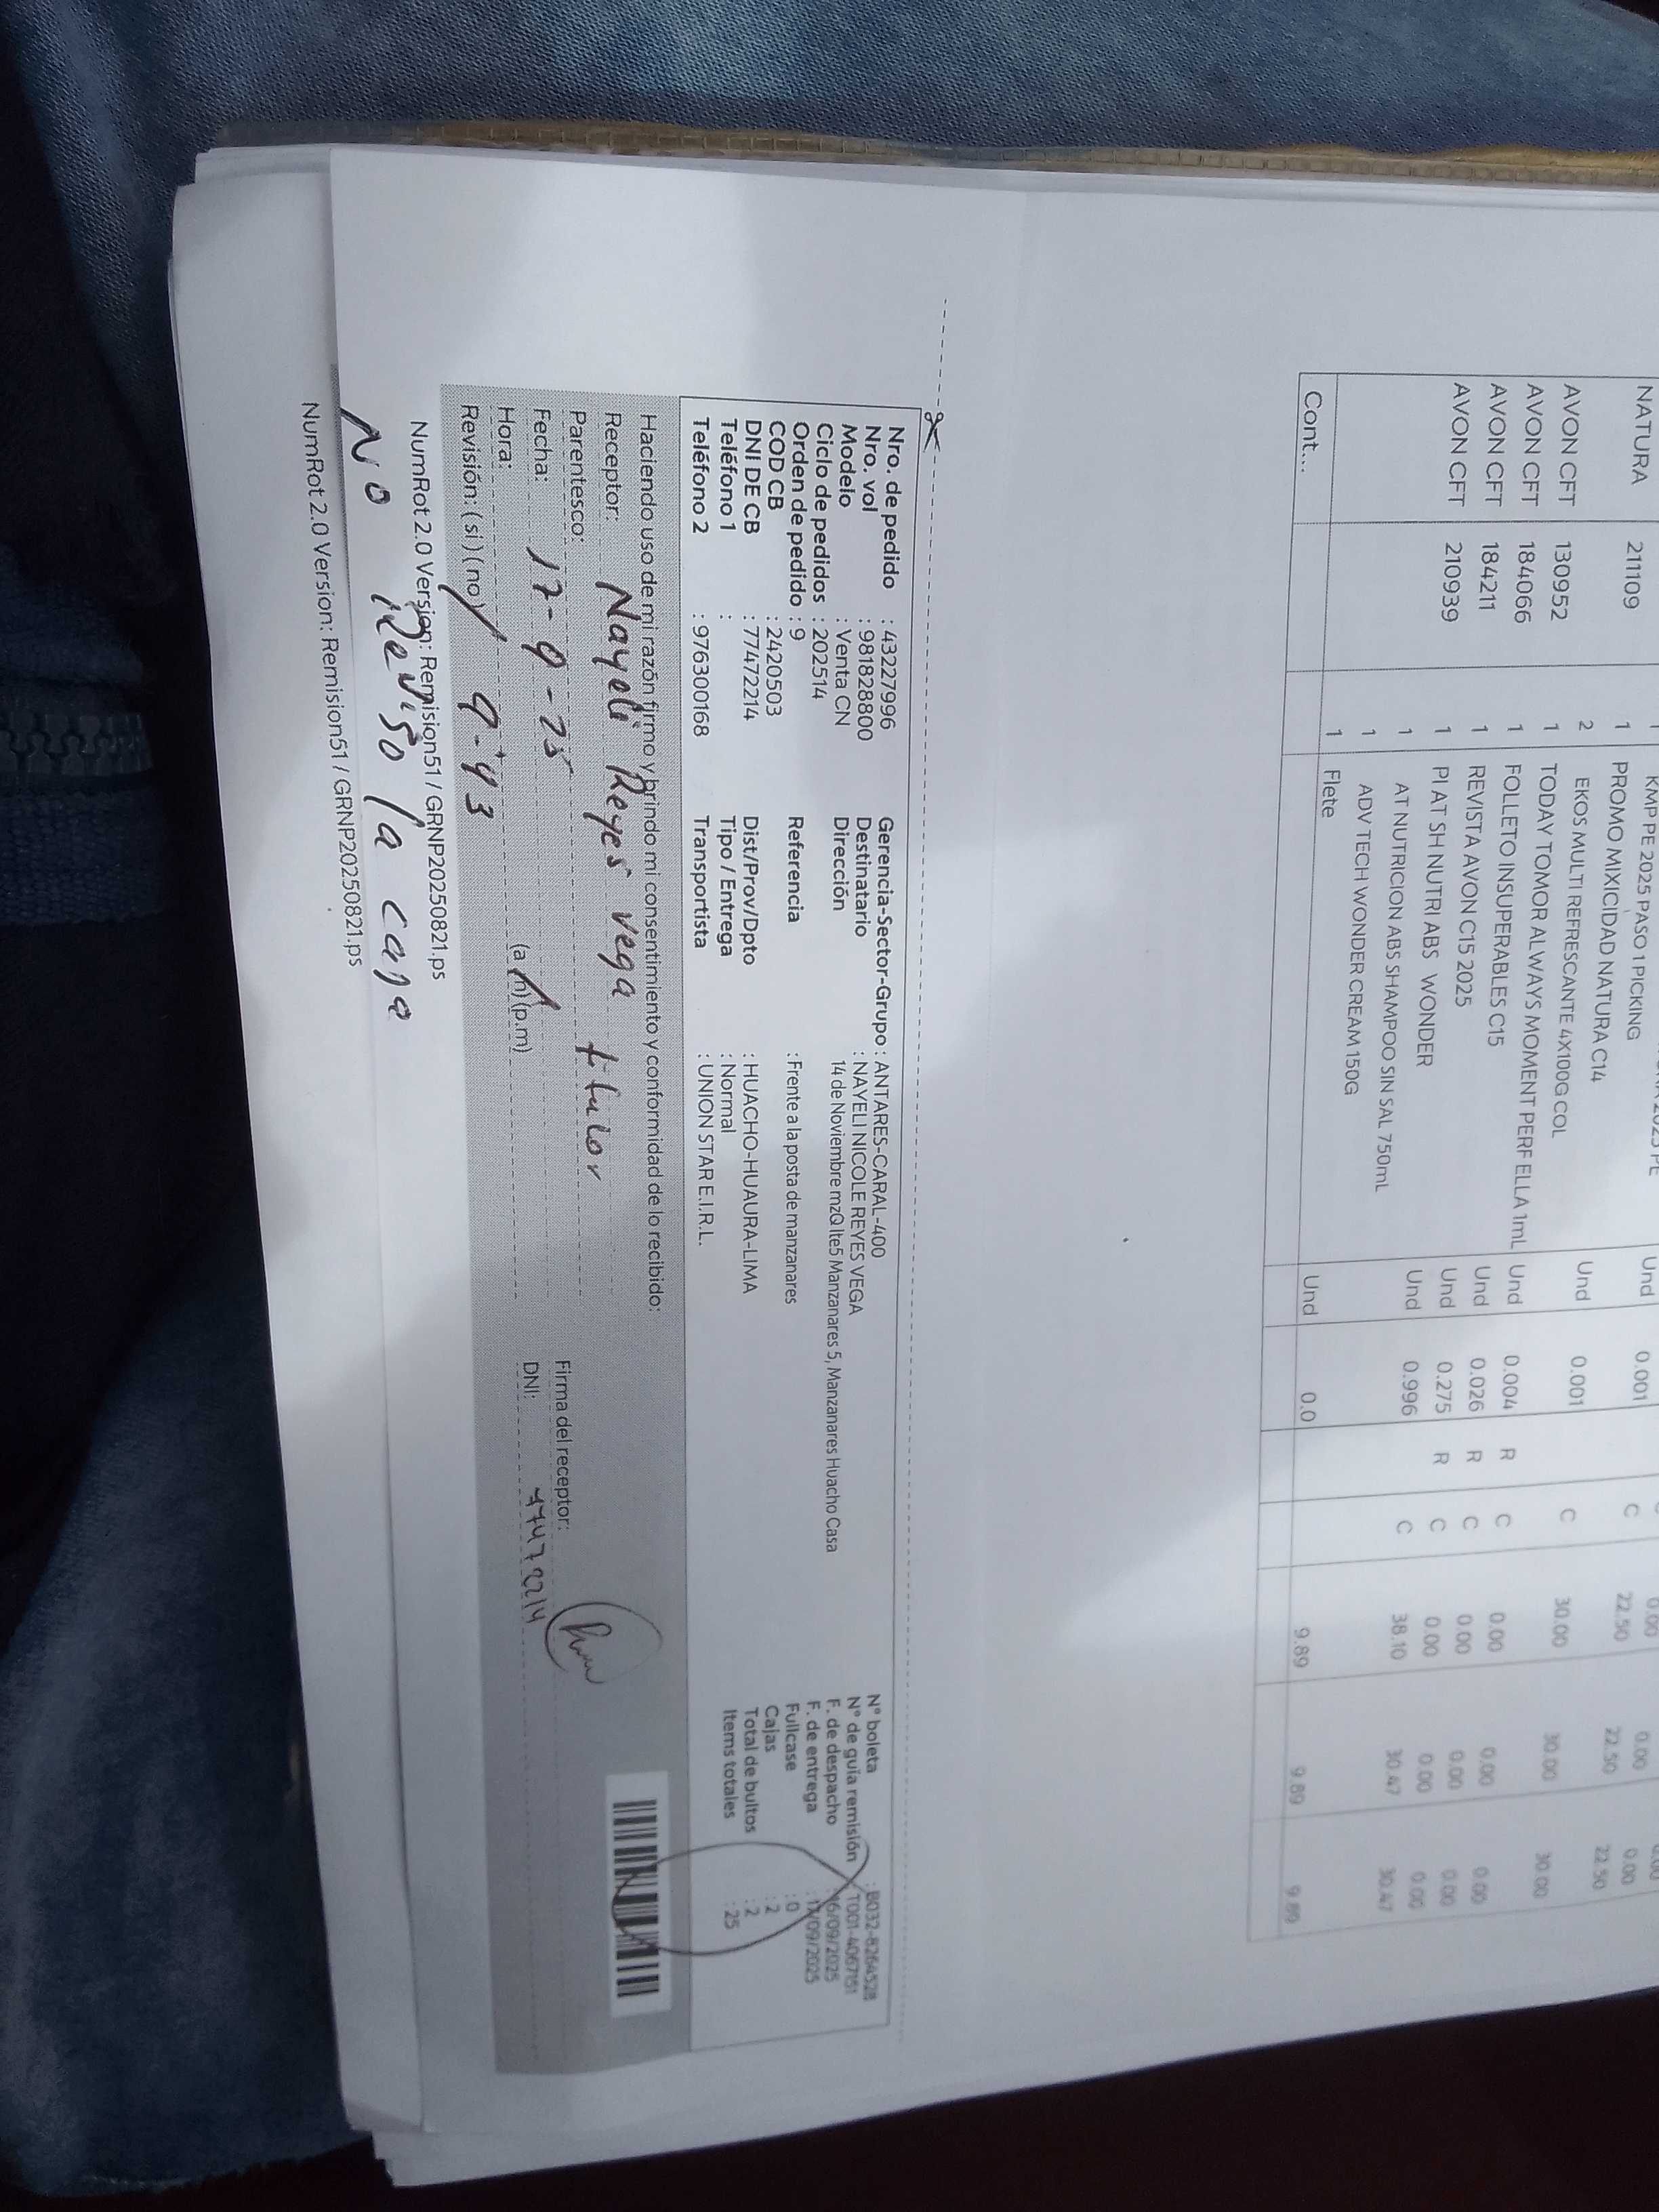 KMP PE 2025 PASO 1 PICKING
NATURA 211109 1 PROMO MIXICIDAD NATURA C14 Und 0.001 C 22.50 22.50 22.50
2 EKOS MULTI REFRESCANTE 4X100G COL
AVON CFT 130952 1 TODAY TOMOR ALWAYS MOMENT PERF ELLA 1mL Und 0.001 C 30.00 30.00 30.00
AVON CFT 184066 1 FOLLETO INSUPERABLES C15 Und 0.004 R C 0.00 0.00 0.00
AVON CFT 184211 1 REVISTA AVON C15 2025 Und 0.026 R C 0.00 0.00 0.00
AVON CFT 210939 1 PI AT SH NUTRI ABS WONDER Und 0.275 R C 0.00 0.00 0.00
1 AT NUTRICION ABS SHAMPOO SIN SAL 750mL Und 0.996 C 38.10 30.47 30.47
1 ADV TECH WONDER CREAM 150G
1 Flete
Cont... Und 0.0 9.89 9.89 9.89
Nro. de pedido : 43227996 Gerencia-Sector-Grupo : ANTARES-CARAL-400 N° boleta : B032-8264528
Nro. vol : 981828800 Destinatario : NAYELI NICOLE REYES VEGA N° de guía remisión : T001-4067151
Modelo : Venta CN Dirección 14 de Noviembre mzQ lte5 Manzanares 5, Manzanares Huacho Casa F. de despacho 16/09/2025
Ciclo de pedidos : 202514 F. de entrega : 17/09/2025
Orden de pedido : 9 Referencia : Frente a la posta de manzanares Fullcase : 0
COD CB : 2420503 Cajas : 2
DNI DE CB : 77472214 Dist/Prov/Dpto : HUACHO-HUAURA-LIMA Total de bultos : 2
Teléfono 1 : Tipo / Entrega : Normal Items totales : 25
Teléfono 2 : 976300168 Transportista : UNION STAR E.I.R.L.
Haciendo uso de mi razón firmo y brindo mi consentimiento y conformidad de lo recibido:
Receptor: Nayeli Reyes vega
Parentesco: titulor
Fecha: 17-9-25 Firma del receptor:
Hora: 9-43 (a.m) (p.m) DNI: 77472214
Revisión: ( si ) ( no )
NumRot 2.0 Version: Remision51 / GRNP20250821.ps
No Reviso la caja
NumRot 2.0 Version: Remision51 / GRNP20250821.ps